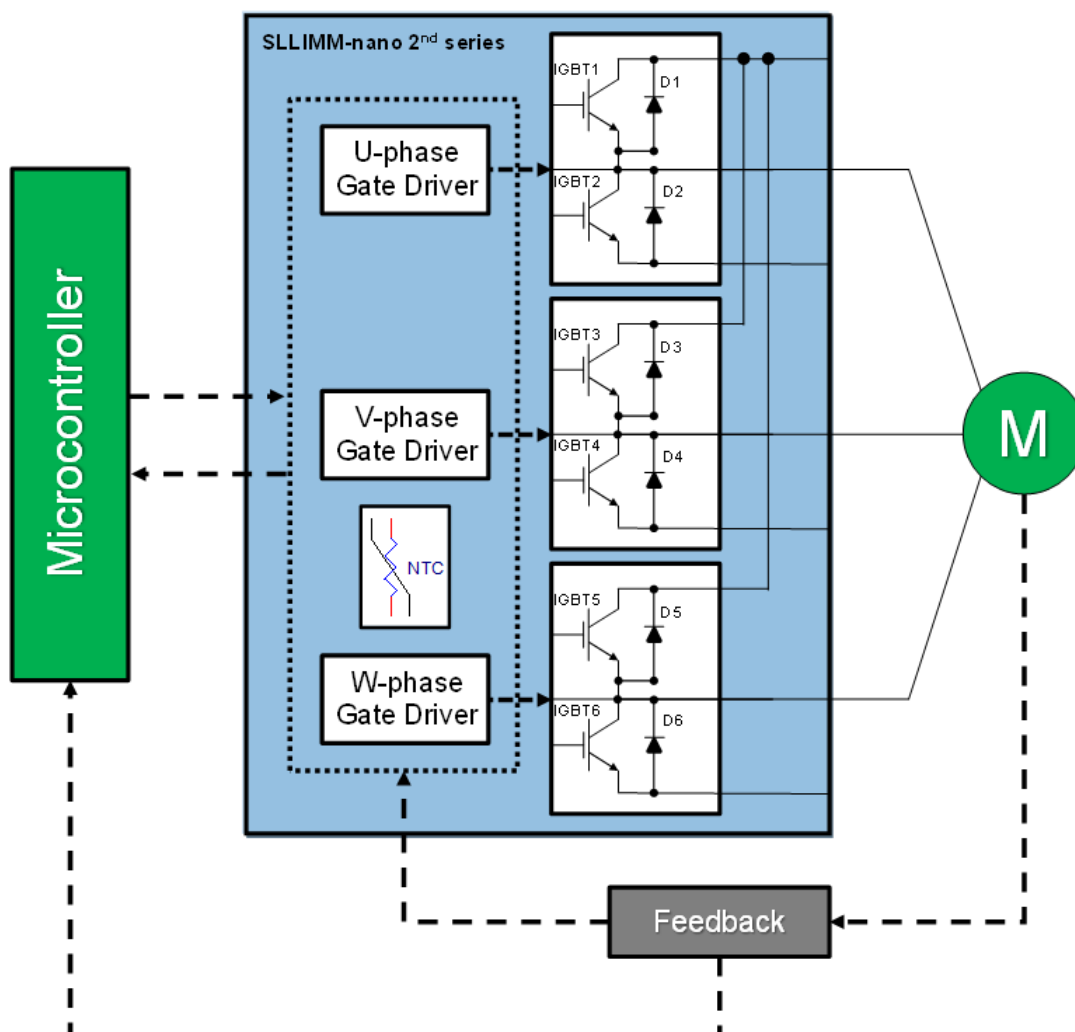 SLLIMM-nano 2nd series
IGBT1
D1
U-phase
Gate Driver
IGBT2
D2
Microcontroller
IGBT3
D3
V-phase
Gate Driver
IGBT4
D4
M
NTC
IGBT5
D5
W-phase
Gate Driver
IGBT6
D6
Feedback